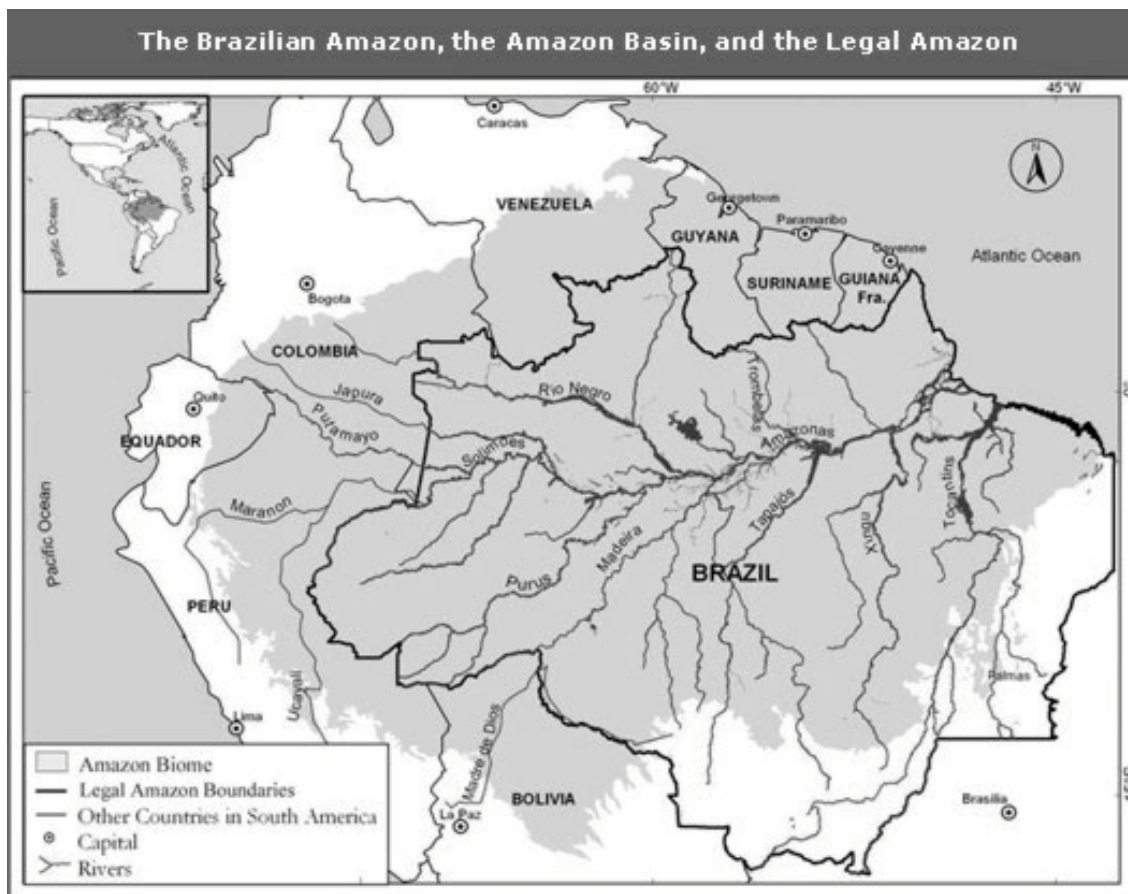 The Brazilian Amazon, the Amazon Basin, and the Legal Amazon
60°W
45°W
Caracas
Atlantic Ocean
Pacific Ocean
N
VENEZUELA
Georgetown
GUYANA
Paramaribo
Cayenne
SURINAME
GUIANA
Fra.
Atlantic Ocean
Bogota
COLOMBIA
Rio Negro
Trombetas
Japura
Quito
Putamayo
EQUADOR
Solimões
Amazonas
Maranon
Tapajós
Xingu
Tocantins
Pacific Ocean
Madeira
Purus
BRAZIL
PERU
Ucayali
Palmas
Lima
Madre de Dios
BOLIVIA
La Paz
Brasilia
15°S
Amazon Biome
Legal Amazon Boundaries
Other Countries in South America
Capital
Rivers